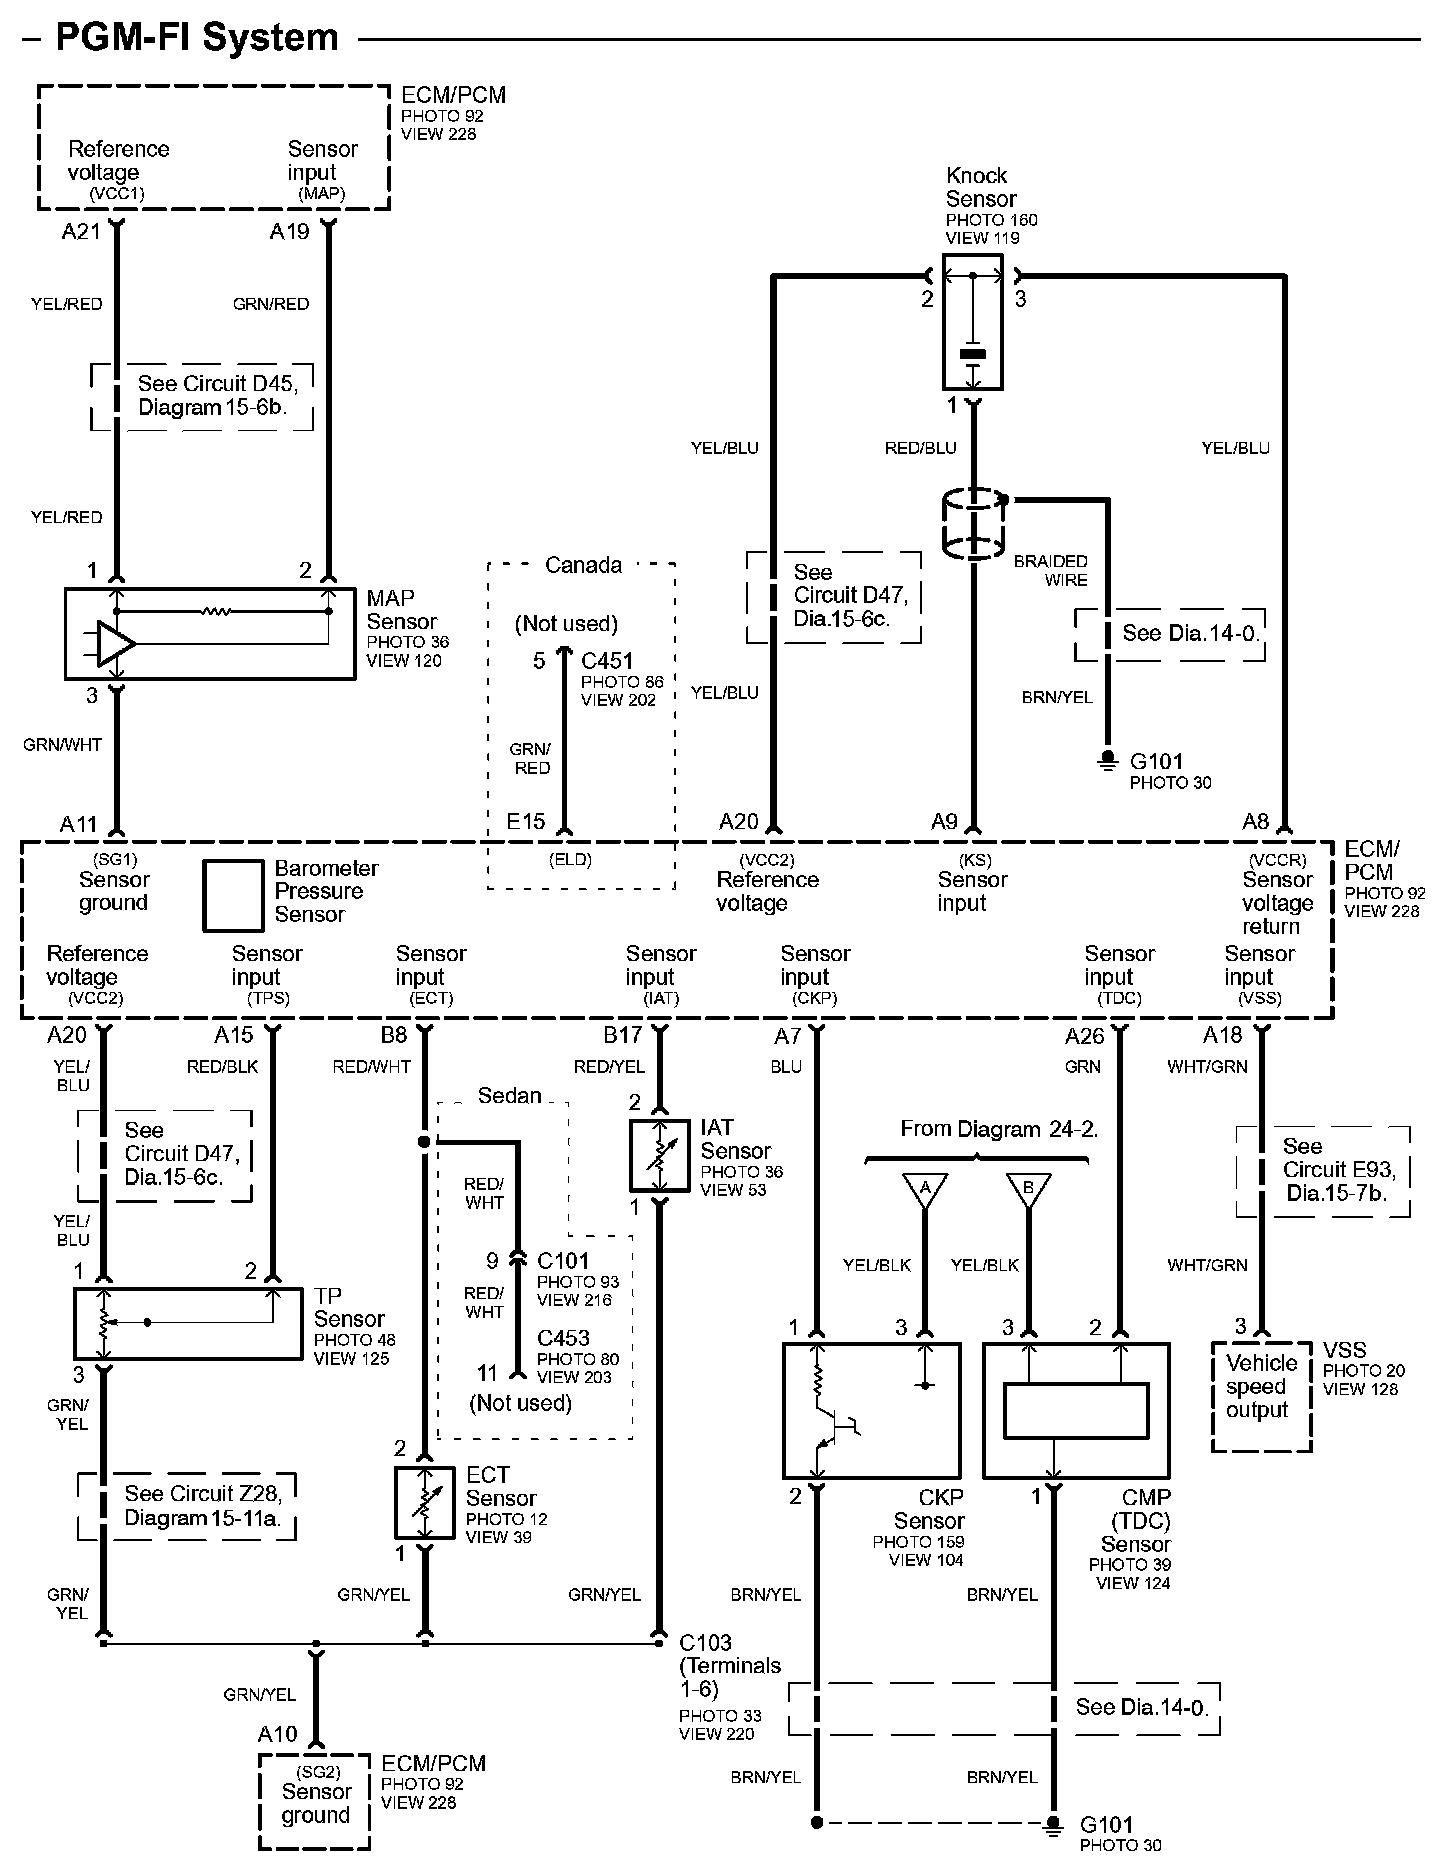 PGM-FI System
ECM/PCM
PHOTO 92
VIEW 228
Reference
voltage
(VCC1)
Sensor
input
(MAP)
A21
A19
YEL/RED
GRN/RED
See Circuit D45,
Diagram 15-6b.
YEL/RED
1
2
MAP
Sensor
PHOTO 36
VIEW 120
3
GRN/WHT
A11
Canada
(Not used)
5
C451
PHOTO 86
VIEW 202
GRN/
RED
E15
Knock
Sensor
PHOTO 160
VIEW 119
2
3
1
YEL/BLU
RED/BLU
YEL/BLU
BRAIDED
WIRE
See
Circuit D47,
Dia.15-6c.
See Dia.14-0.
YEL/BLU
BRN/YEL
G101
PHOTO 30
A20
A9
A8
(SG1)
Sensor
ground
Barometer
Pressure
Sensor
(ELD)
(VCC2)
Reference
voltage
(KS)
Sensor
input
(VCCR)
Sensor
voltage
return
ECM/
PCM
PHOTO 92
VIEW 228
Reference
voltage
(VCC2)
Sensor
input
(TPS)
Sensor
input
(ECT)
Sensor
input
(IAT)
Sensor
input
(CKP)
Sensor
input
(TDC)
Sensor
input
(VSS)
A20
A15
B8
B17
A7
A26
A18
YEL/
BLU
RED/BLK
RED/WHT
RED/YEL
BLU
GRN
WHT/GRN
See
Circuit D47,
Dia.15-6c.
YEL/
BLU
1
2
TP
Sensor
PHOTO 48
VIEW 125
3
GRN/
YEL
See Circuit Z28,
Diagram 15-11a.
GRN/
YEL
Sedan
RED/
WHT
9
C101
PHOTO 93
VIEW 216
RED/
WHT
C453
PHOTO 80
VIEW 203
11
(Not used)
2
ECT
Sensor
PHOTO 12
VIEW 39
1
GRN/YEL
2
IAT
Sensor
PHOTO 36
VIEW 53
1
GRN/YEL
C103
(Terminals
1-6)
PHOTO 33
VIEW 220
GRN/YEL
A10
(SG2)
Sensor
ground
ECM/PCM
PHOTO 92
VIEW 228
From Diagram 24-2.
A
B
YEL/BLK
YEL/BLK
1
3
3
2
2
CKP
Sensor
PHOTO 159
VIEW 104
1
CMP
(TDC)
Sensor
PHOTO 39
VIEW 124
See
Circuit E93,
Dia.15-7b.
WHT/GRN
3
VSS
PHOTO 20
VIEW 128
Vehicle
speed
output
BRN/YEL
BRN/YEL
See Dia.14-0.
BRN/YEL
BRN/YEL
G101
PHOTO 30